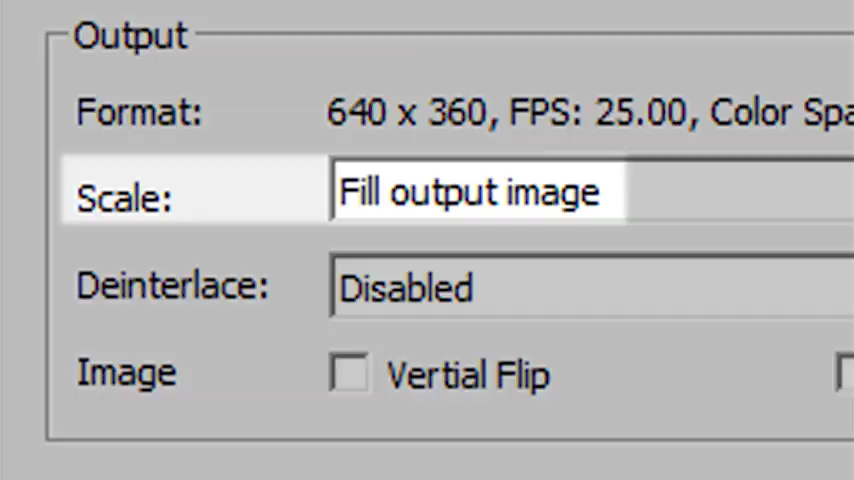 Output
Format: 640 x 360, FPS: 25.00, Color Spa
Scale: Fill output image
Deinterlace: Disabled
Image Vertial Flip